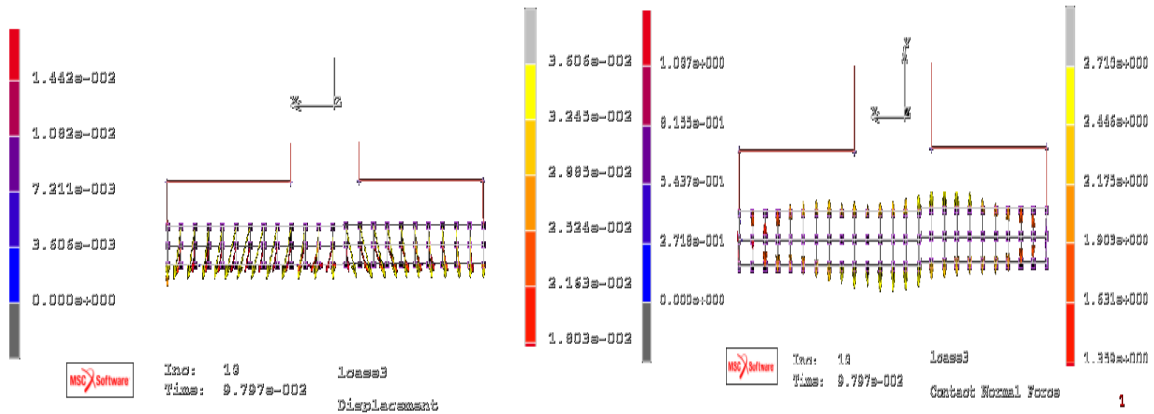 1.442e-002
1.082e-002
7.211e-003
3.606e-003
0.000e+000
X
Z
MSC Software
Inc: 19
Time: 9.797e-002
lcase3
Displacement
3.606e-002
3.245e-002
2.885e-002
2.524e-002
2.163e-002
1.803e-002
1.087e+000
8.155e-001
5.437e-001
2.718e-001
0.000e+000
Y
X
MSC Software
Inc: 19
Time: 9.797e-002
lcase3
Contact Normal Force
2.718e+000
2.446e+000
2.175e+000
1.903e+000
1.631e+000
1.359e+000
1